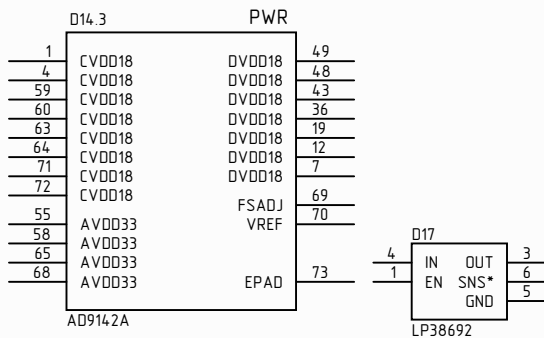 D14.3 PWR
1 CVDD18 DVDD18 49
4 CVDD18 DVDD18 48
59 CVDD18 DVDD18 43
60 CVDD18 DVDD18 36
63 CVDD18 DVDD18 19
64 CVDD18 DVDD18 12
71 CVDD18 DVDD18 7
72 CVDD18
FSADJ 69
55 AVDD33 VREF 70
58 AVDD33
65 AVDD33
68 AVDD33 EPAD 73
AD9142A
D17
4 IN OUT 3
1 EN SNS* 6
GND 5
LP38692